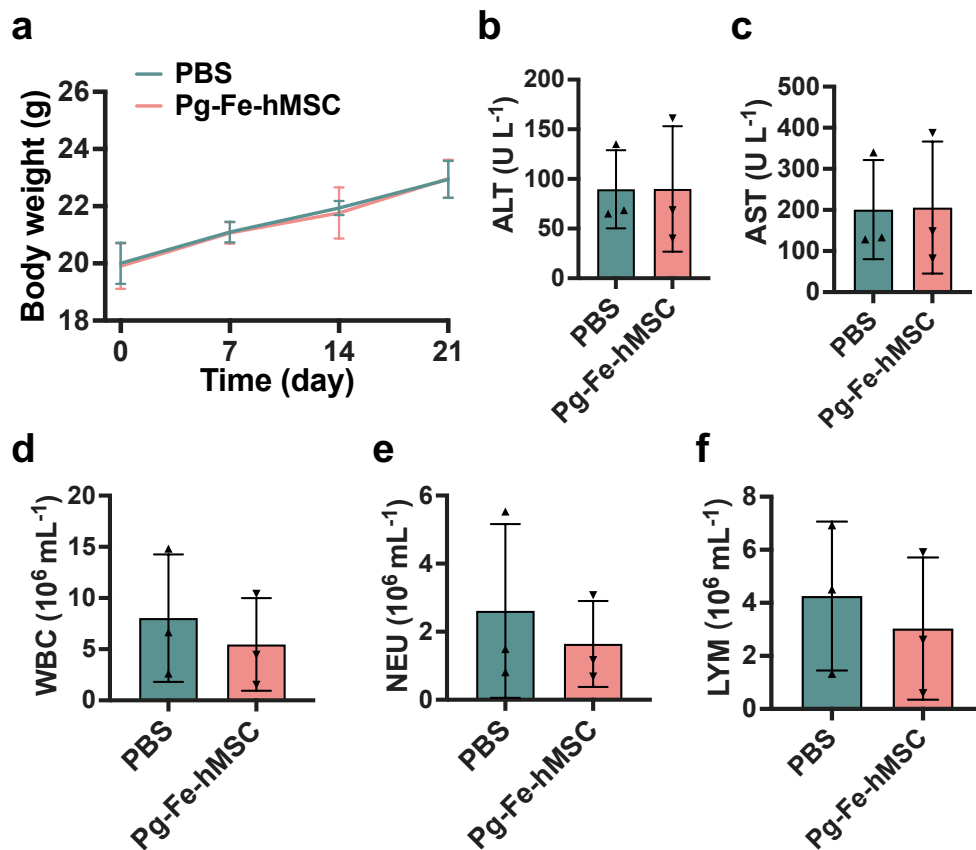 a
PBS
Pg-Fe-hMSC
Body weight (g)
26
24
22
20
18
0 7 14 21
Time (day)
b
ALT (U L⁻¹)
200
150
100
50
0
PBS
Pg-Fe-hMSC
c
AST (U L⁻¹)
500
400
300
200
100
0
PBS
Pg-Fe-hMSC
d
WBC (10⁶ mL⁻¹)
20
15
10
5
0
PBS
Pg-Fe-hMSC
e
NEU (10⁶ mL⁻¹)
6
4
2
0
PBS
Pg-Fe-hMSC
f
LYM (10⁶ mL⁻¹)
8
6
4
2
0
PBS
Pg-Fe-hMSC